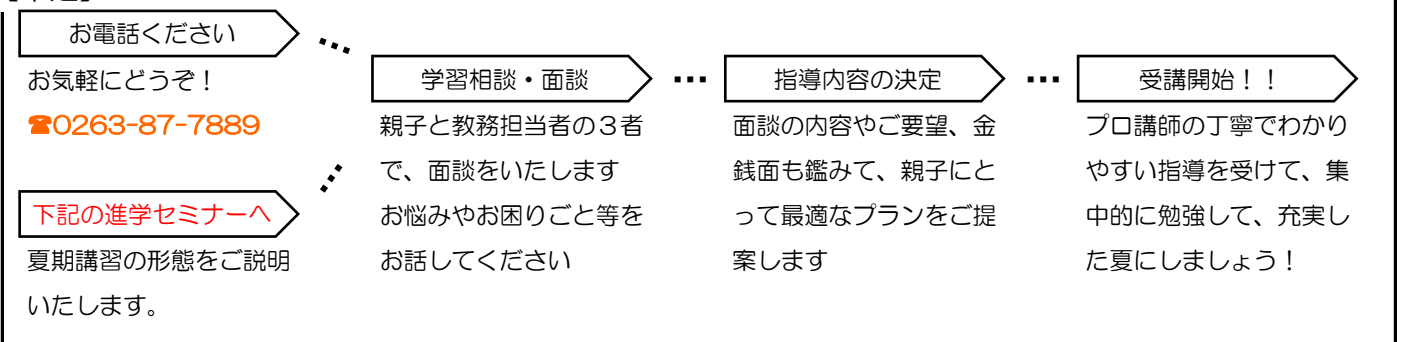 お電話ください
お気軽にどうぞ！
☎0263-87-7889
下記の進学セミナーへ
夏期講習の形態をご説明
いたします。
学習相談・面談
親子と教務担当者の３者
で、面談をいたします
お悩みやお困りごと等を
お話してください
指導内容の決定
面談の内容やご要望、金
銭面も鑑みて、親子にと
って最適なプランをご提
案します
受講開始！！
プロ講師の丁寧でわかり
やすい指導を受けて、集
中的に勉強して、充実し
た夏にしましょう！